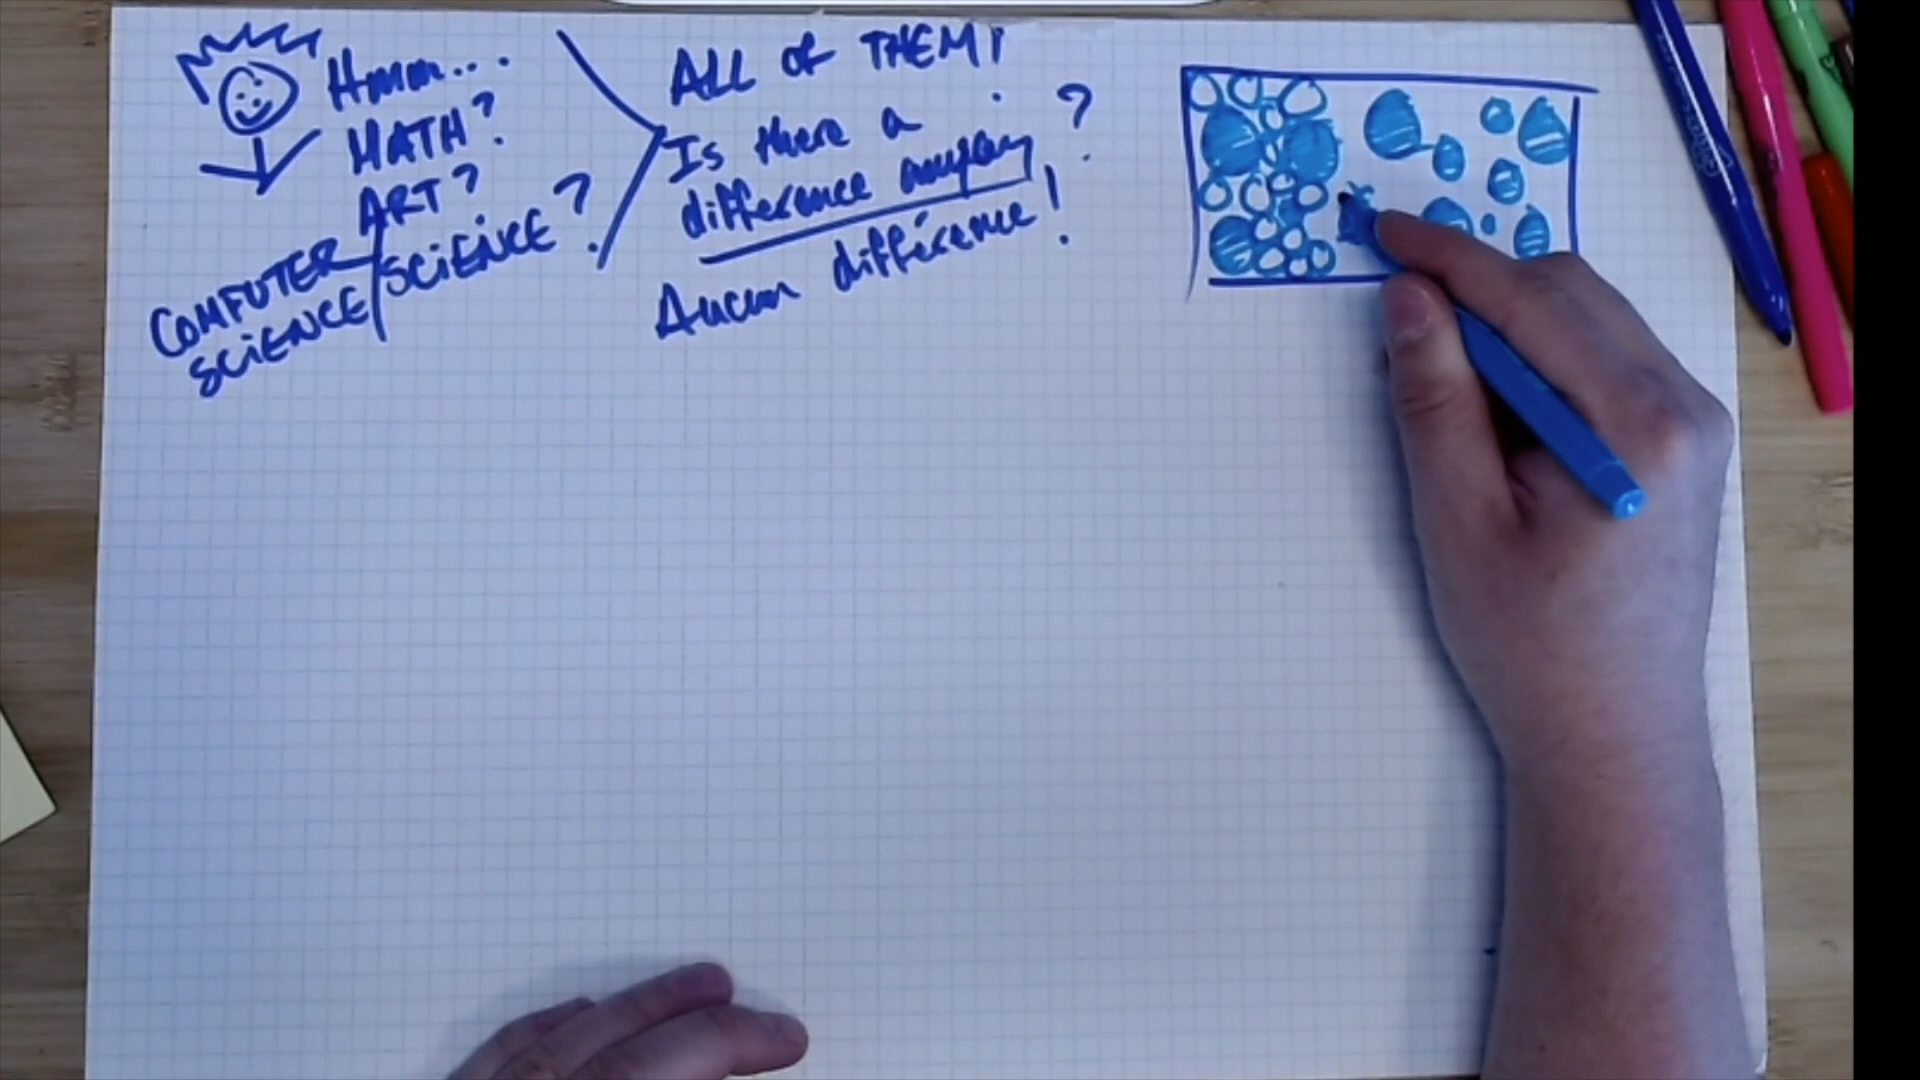 Hmm...
MATH?
ART?
COMPUTER
SCIENCE
SCIENCE?
ALL OF THEM!
Is there a
difference anyway?
Aucun différence!